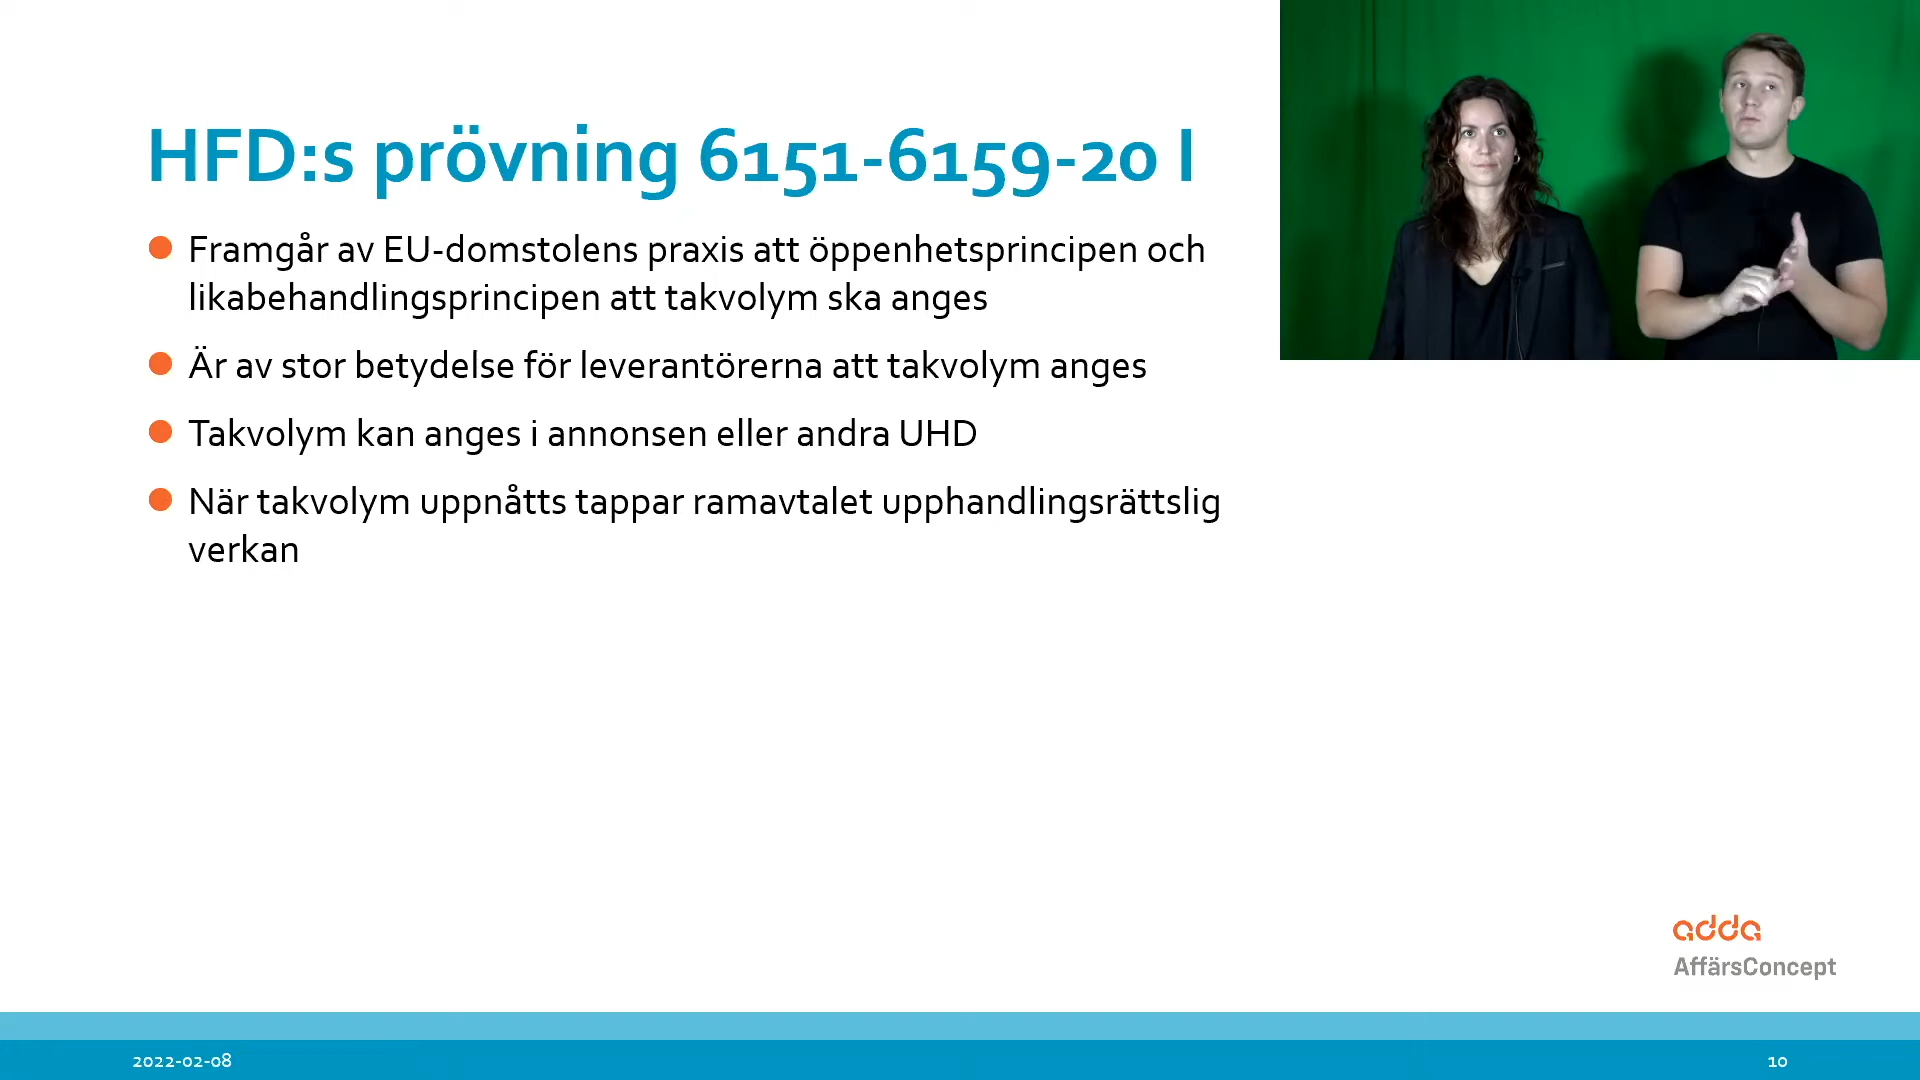 HFD:s prövning 6151-6159-20 I
Framgår av EU-domstolens praxis att öppenhetsprincipen och
likabehandlingsprincipen att takvolym ska anges
Är av stor betydelse för leverantörerna att takvolym anges
Takvolym kan anges i annonsen eller andra UHD
När takvolym uppnåtts tappar ramavtalet upphandlingsrättslig
verkan
adda
AffärsConcept
2022-02-08
10